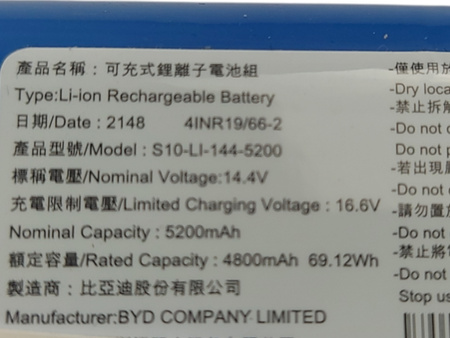 產品名稱：可充式鋰離子電池組
Type:Li-ion Rechargeable Battery
日期/Date : 2148 4INR19/66-2
產品型號/Model : S10-LI-144-5200
標稱電壓/Nominal Voltage:14.4V
充電限制電壓/Limited Charging Voltage : 16.6V
Nominal Capacity : 5200mAh
額定容量/Rated Capacity : 4800mAh 69.12Wh
製造商：比亞迪股份有限公司
Manufacturer:BYD COMPANY LIMITED
-僅使用於
-Dry loca
-禁止拆解
-Do not
Do not p
-若出現
-Do not
-請勿置放
-Do not
-禁止將電
-Do not
Stop us